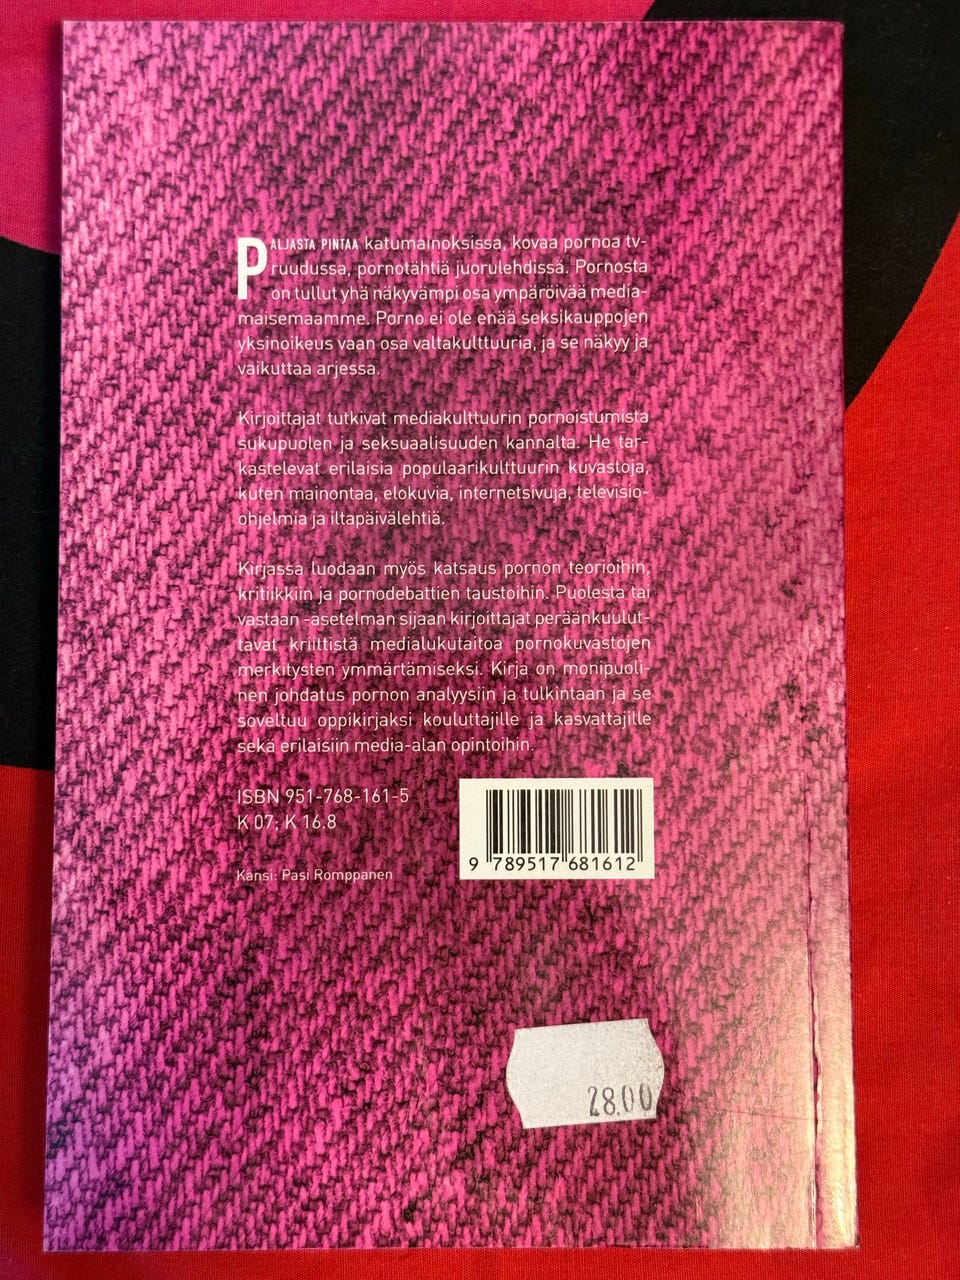 PALJASTA PINTAA katumainoksissa, kovaa pornoa tv-
ruudussa, pornotähtiä juorulehdissä. Pornosta
on tullut yhä näkyvämpi osa ympäröivää media-
maisemaamme. Porno ei ole enää seksikauppojen
yksinoikeus vaan osa valtakulttuuria, ja se näkyy ja
vaikuttaa arjessa.
Kirjoittajat tutkivat mediakulttuurin pornoistumista
sukupuolen ja seksuaalisuuden kannalta. He tar-
kastelevat erilaisia populaarikulttuurin kuvastoja,
kuten mainontaa, elokuvia, internetsivuja, televisio-
ohjelmia ja iltapäivälehtiä.
Kirjassa luodaan myös katsaus pornon teorioihin,
kritiikkiin ja pornodebattien taustoihin. Puolesta tai
vastaan -asetelman sijaan kirjoittajat peräänkuulut-
tavat kriittistä medialukutaitoa pornokuvastojen
merkitysten ymmärtämiseksi. Kirja on monipuoli-
nen johdatus pornon analyysiin ja tulkintaan ja se
soveltuu oppikirjaksi kouluttajille ja kasvattajille
sekä erilaisiin media-alan opintoihin.
ISBN 951-768-161-5
K 07; K 16.8
Kansi: Pasi Romppanen
9 789517 681612
28.00